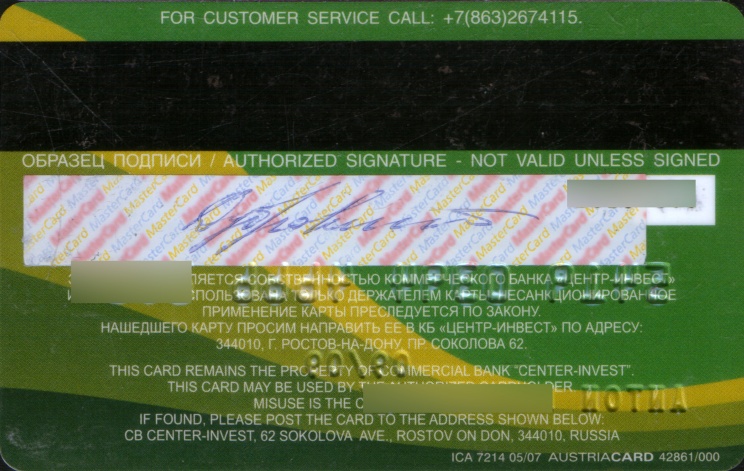 FOR CUSTOMER SERVICE CALL: +7(863)2674115.
ОБРАЗЕЦ ПОДПИСИ / AUTHORIZED SIGNATURE - NOT VALID UNLESS SIGNED
MasterCard
СОБСТВЕННОСТЬЮ КОММЕРЧЕСКОГО БАНКА «ЦЕНТР-ИНВЕСТ»
ТОЛЬКО ДЕРЖАТЕЛЕМ КАРТЫ. НЕСАНКЦИОНИРОВАННОЕ
ПРИМЕНЕНИЕ КАРТЫ ПРЕСЛЕДУЕТСЯ ПО ЗАКОНУ.
НАШЕДШЕГО КАРТУ ПРОСИМ НАПРАВИТЬ ЕЕ В КБ «ЦЕНТР-ИНВЕСТ» ПО АДРЕСУ:
344010, Г. РОСТОВ-НА-ДОНУ, ПР. СОКОЛОВА 62.
THIS CARD REMAINS THE PROPERTY OF COMMERCIAL BANK "CENTER-INVEST".
THIS CARD MAY BE USED BY THE AUTHORIZED CARDHOLDER
MISUSE IS THE
IF FOUND, PLEASE POST THE CARD TO THE ADDRESS SHOWN BELOW:
CB CENTER-INVEST, 62 SOKOLOVA AVE., ROSTOV ON DON, 344010, RUSSIA
ICA 7214 05/07 AUSTRIACARD 42861/000